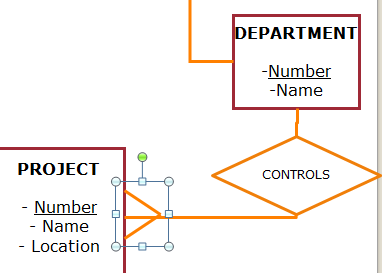 DEPARTMENT
-Number
-Name
CONTROLS
PROJECT
- Number
- Name
- Location